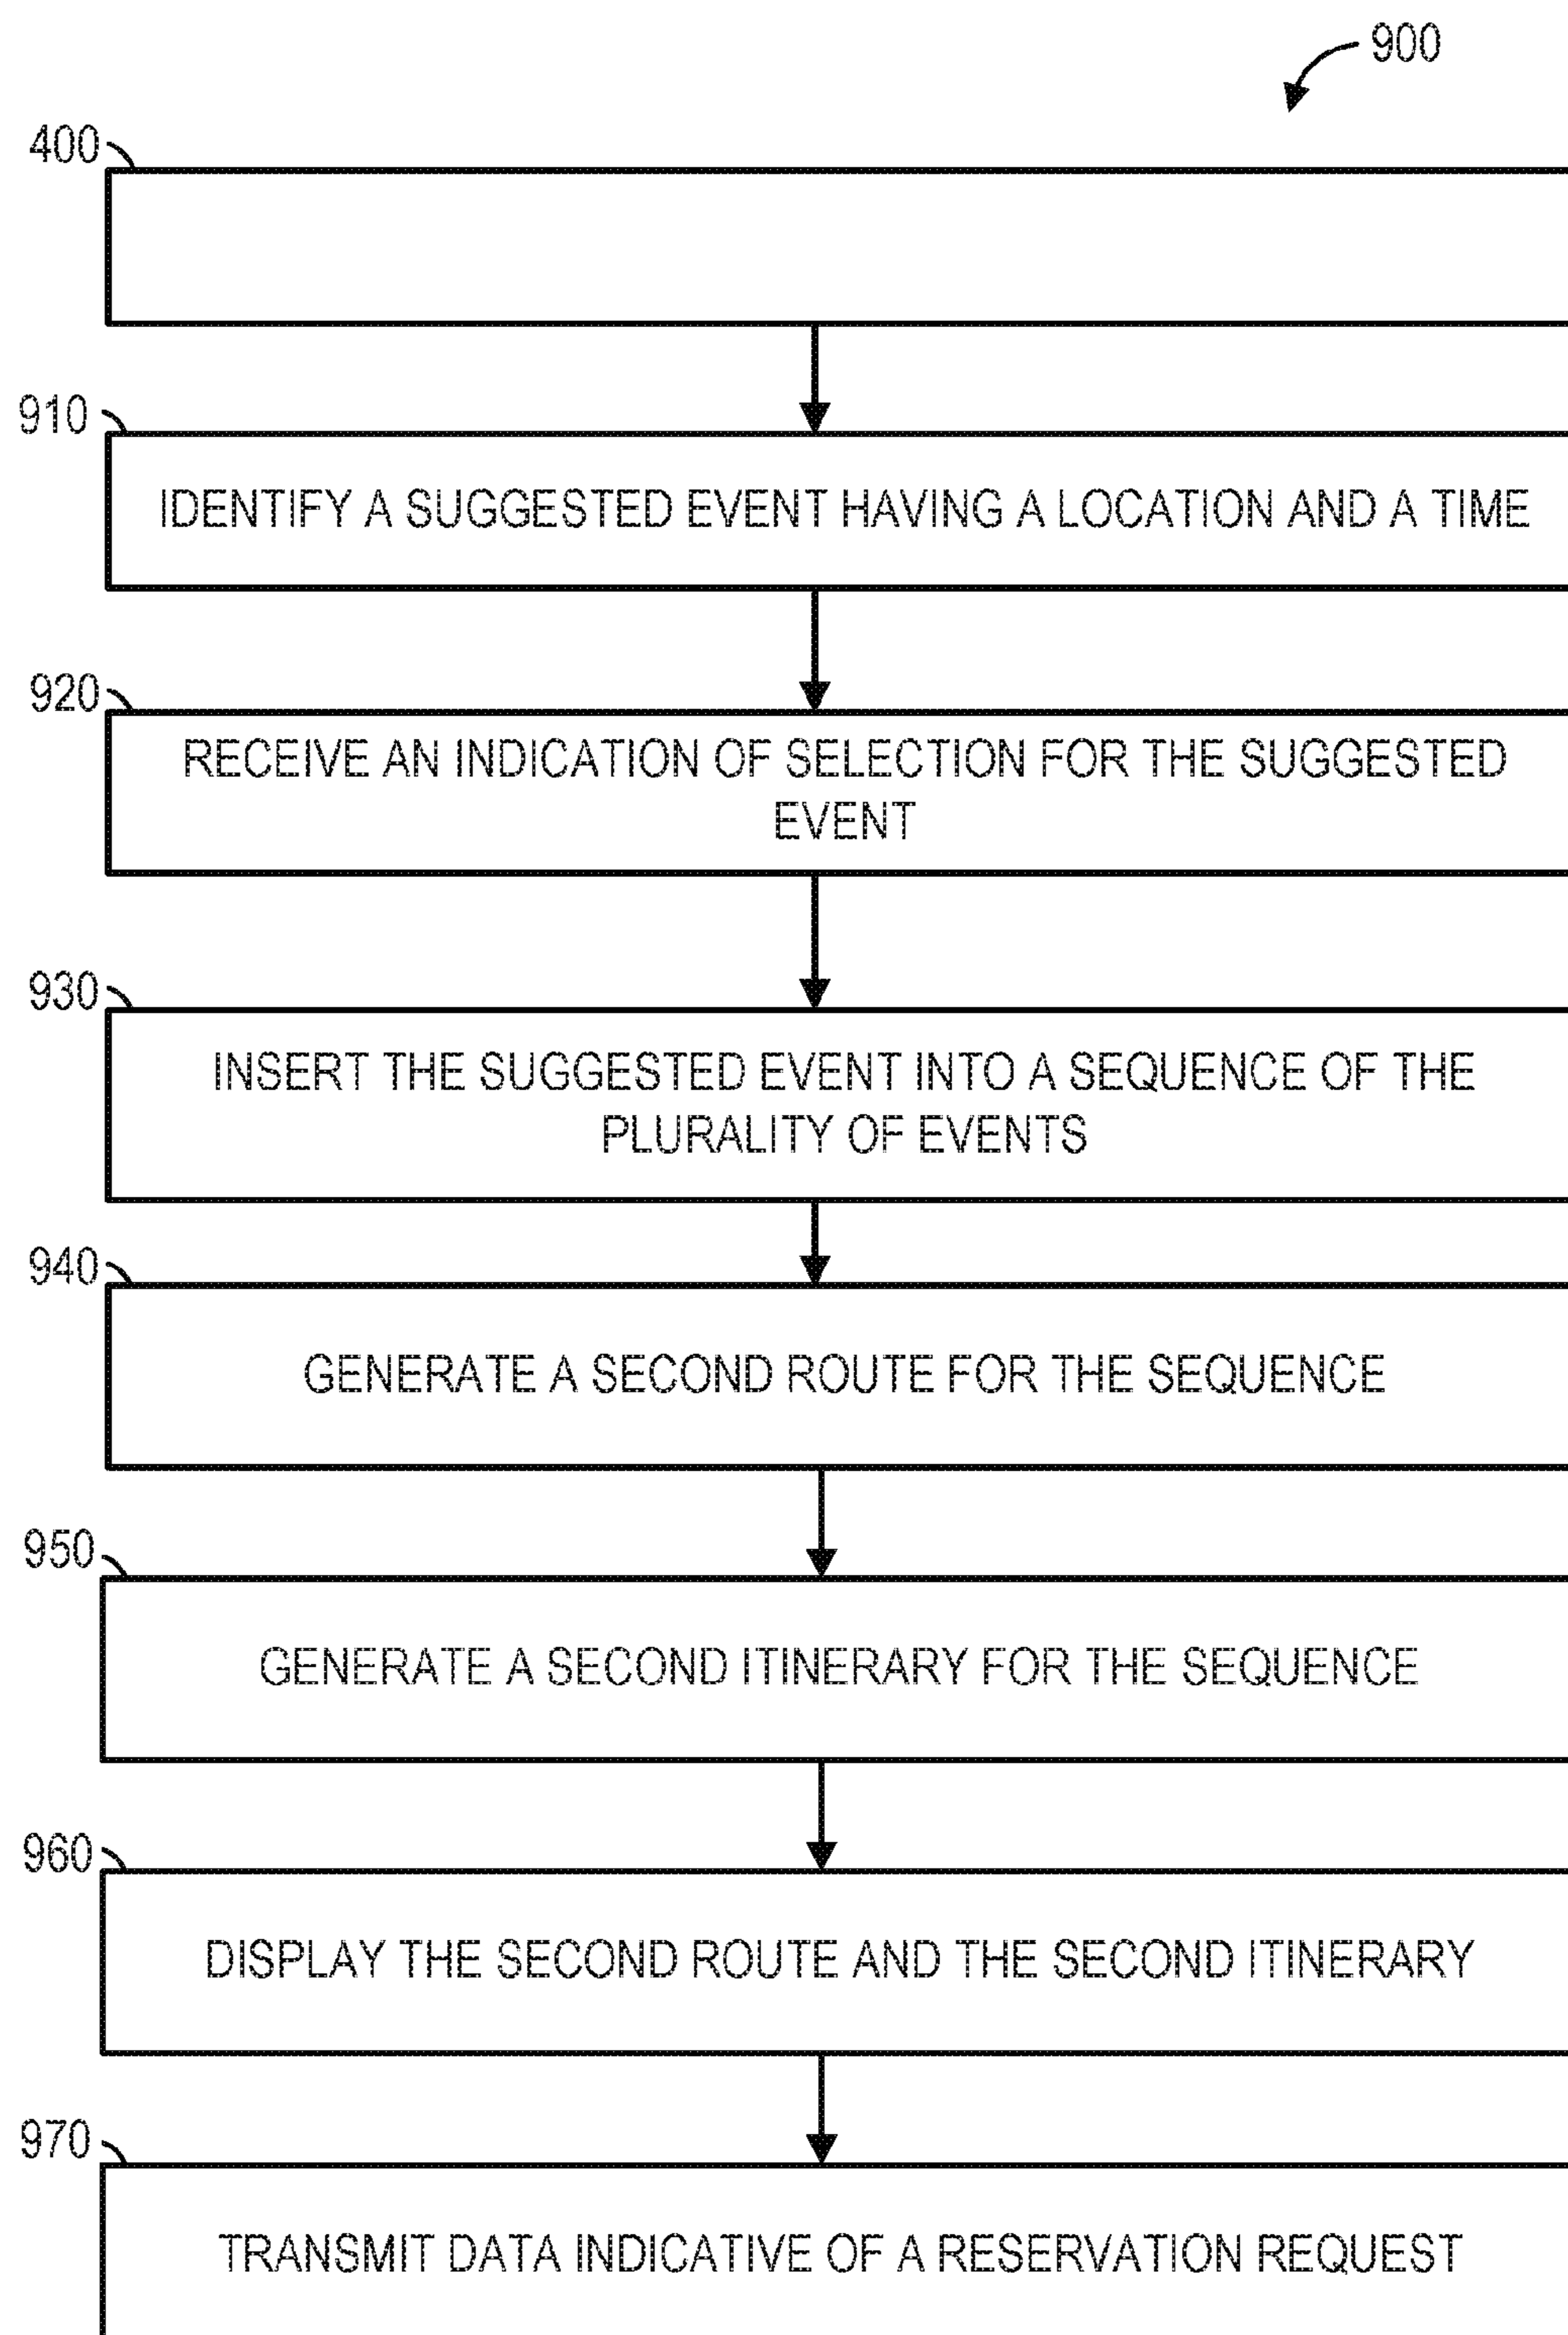 900
400
910
IDENTIFY A SUGGESTED EVENT HAVING A LOCATION AND A TIME
920
RECEIVE AN INDICATION OF SELECTION FOR THE SUGGESTED
EVENT
930
INSERT THE SUGGESTED EVENT INTO A SEQUENCE OF THE
PLURALITY OF EVENTS
940
GENERATE A SECOND ROUTE FOR THE SEQUENCE
950
GENERATE A SECOND ITINERARY FOR THE SEQUENCE
960
DISPLAY THE SECOND ROUTE AND THE SECOND ITINERARY
970
TRANSMIT DATA INDICATIVE OF A RESERVATION REQUEST